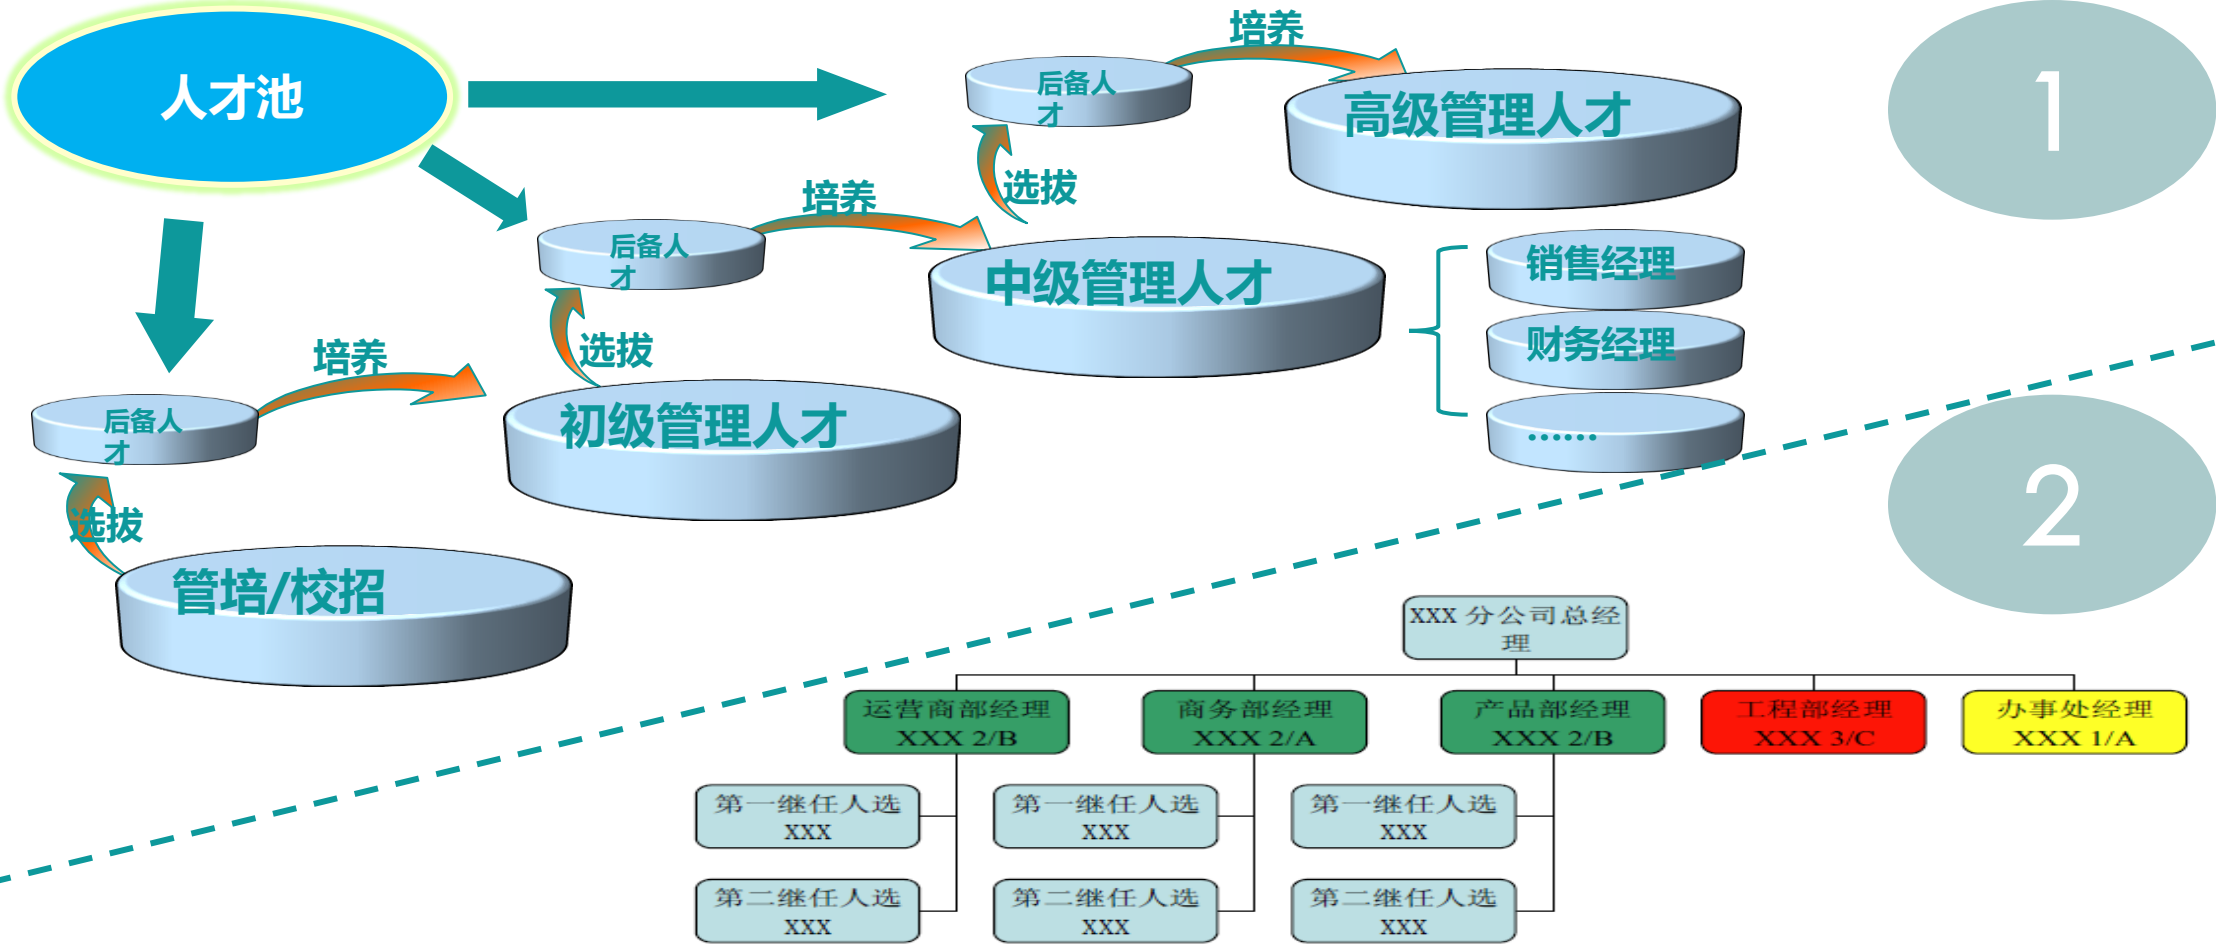 人才池
培养
后备人
才
高级管理人才
1
选拔
培养
后备人
才
中级管理人才
销售经理
财务经理
......
选拔
培养
后备人
才
初级管理人才
选拔
管培/校招
2
XXX 分公司总经
理
运营商部经理
XXX 2/B
商务部经理
XXX 2/A
产品部经理
XXX 2/B
工程部经理
XXX 3/C
办事处经理
XXX 1/A
第一继任人选
XXX
第一继任人选
XXX
第一继任人选
XXX
第二继任人选
XXX
第二继任人选
XXX
第二继任人选
XXX